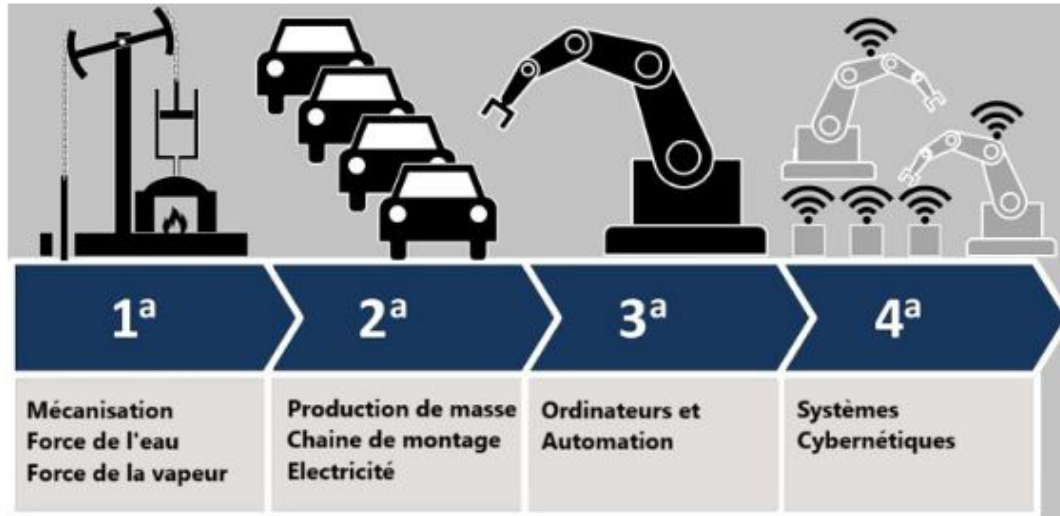 1ª
2ª
3ª
4ª
Mécanisation
Force de l'eau
Force de la vapeur
Production de masse
Chaine de montage
Electricité
Ordinateurs et
Automation
Systèmes
Cybernétiques